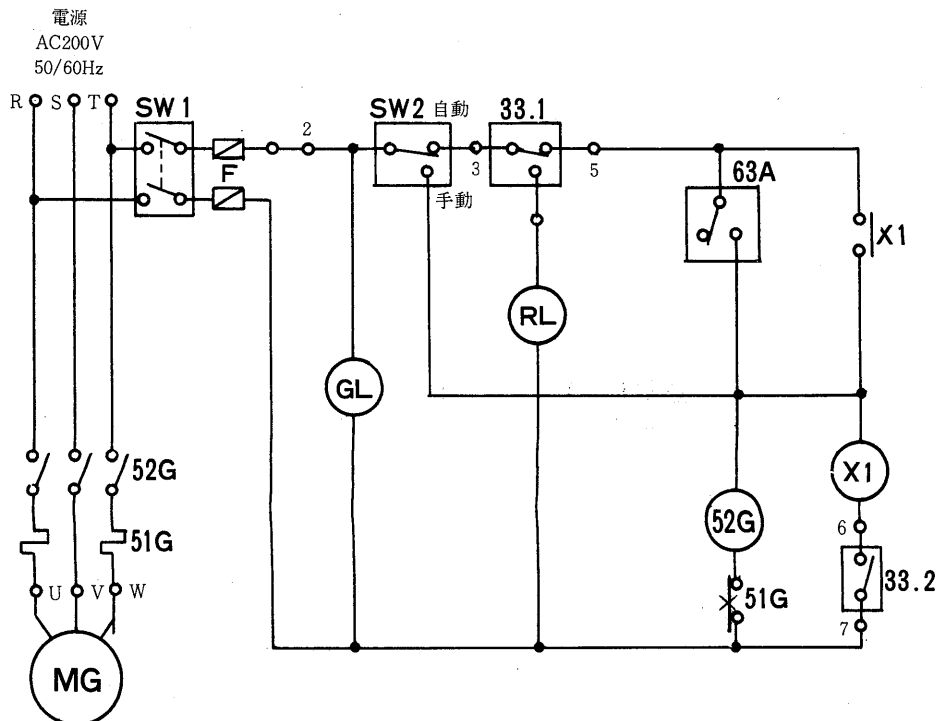 電源
AC200V
50/60Hz
R S T
SW1
F
2
SW2 自動
手動
3
33.1
5
63A
X1
RL
GL
52G
51G
U V W
MG
52G
51G
X1
6
33.2
7